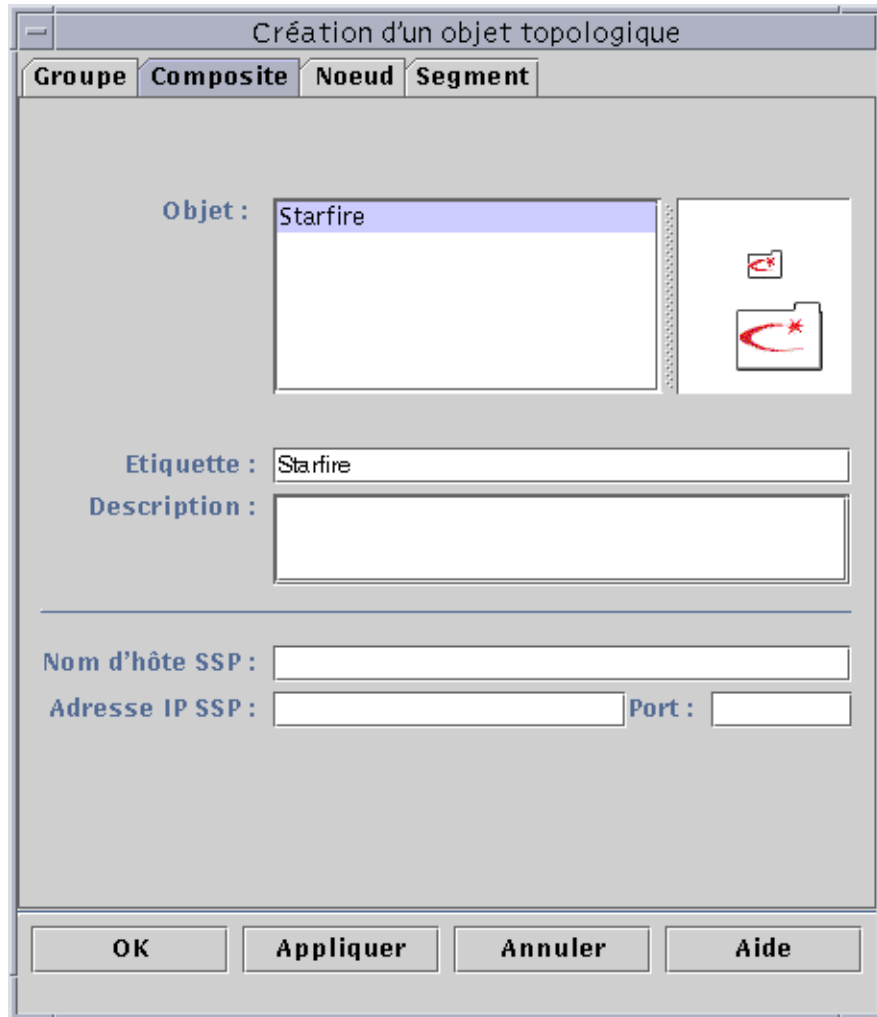 Création d'un objet topologique
Groupe Composite Noeud Segment
Objet : Starfire
Etiquette : Starfire
Description :
Nom d'hôte SSP :
Adresse IP SSP : Port :
OK Appliquer Annuler Aide